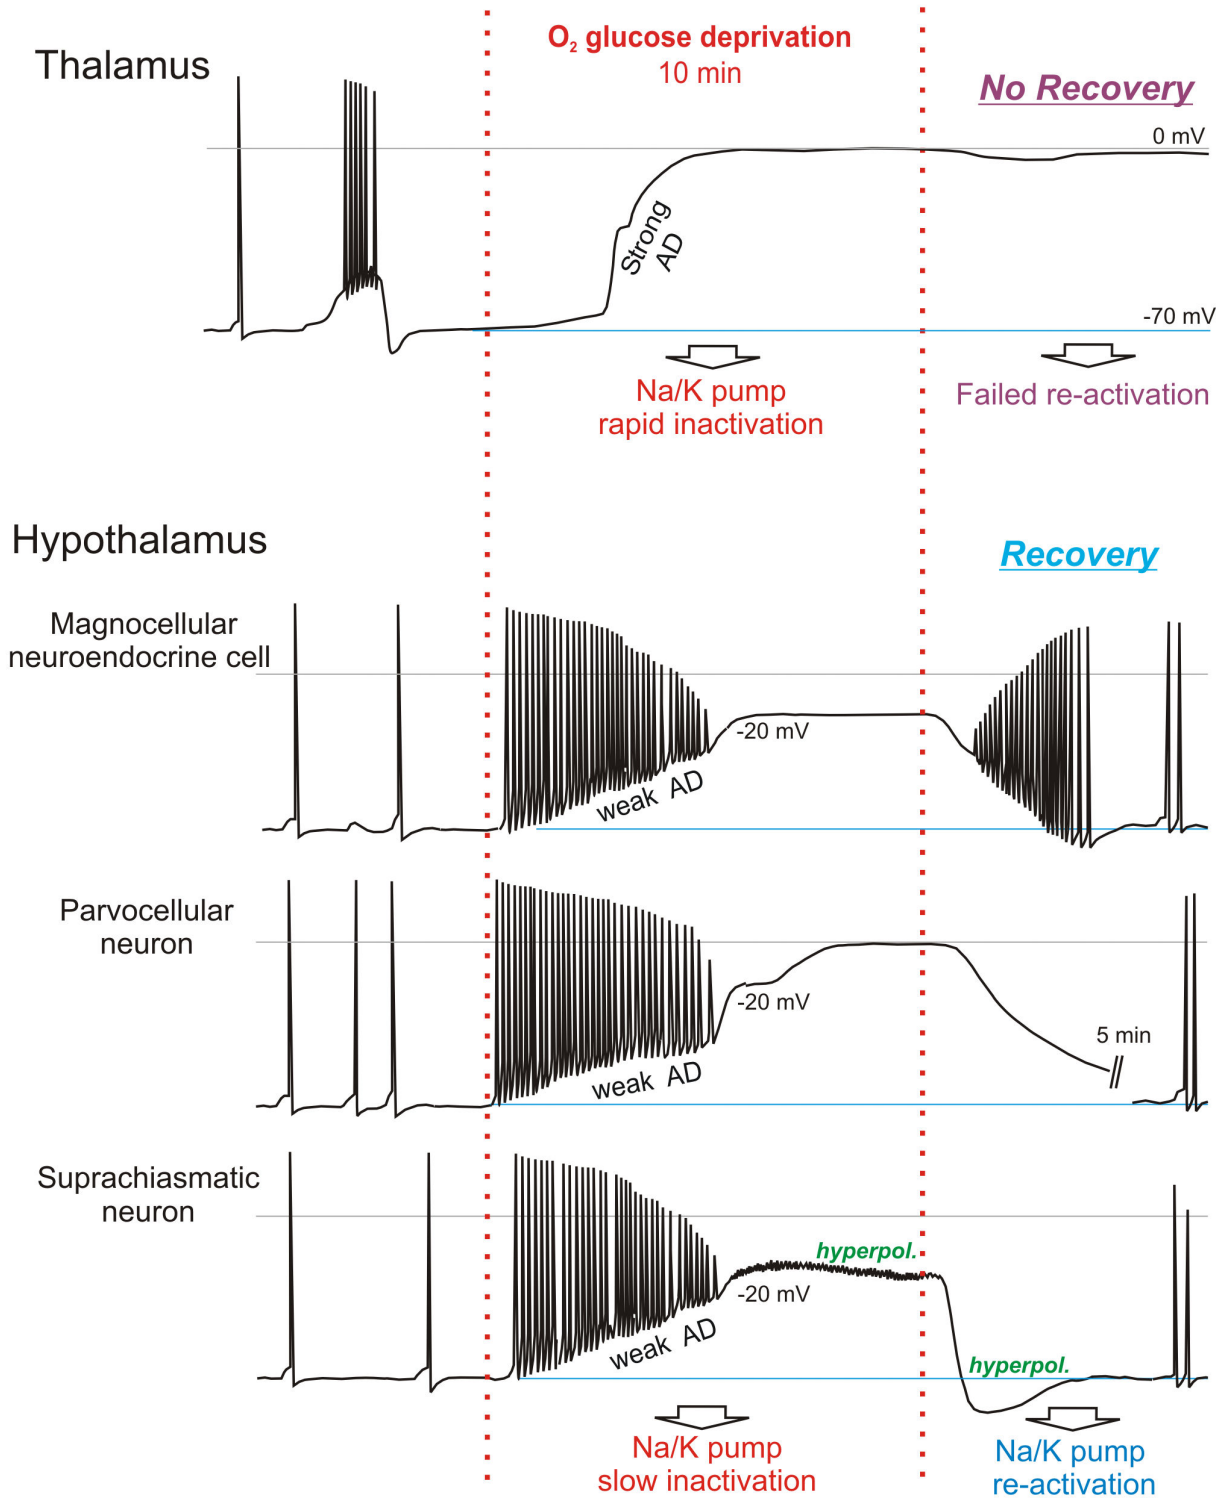 Thalamus
O2 glucose deprivation
10 min
No Recovery
0 mV
Strong
AD
-70 mV
Na/K pump
rapid inactivation
Failed re-activation
Hypothalamus
Recovery
Magnocellular
neuroendocrine cell
-20 mV
weak AD
Parvocellular
neuron
-20 mV
5 min
weak AD
Suprachiasmatic
neuron
hyperpol.
-20 mV
weak AD
hyperpol.
Na/K pump
slow inactivation
Na/K pump
re-activation